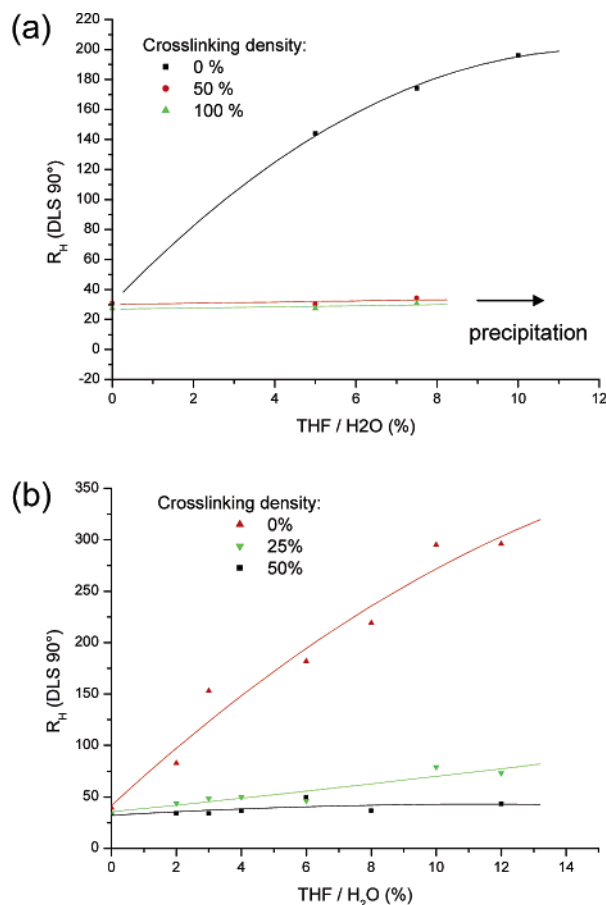 (a)
Crosslinking density:
0 %
50 %
100 %
220
200
180
160
140
120
100
80
60
40
20
0
-20
R_H (DLS 90°)
precipitation
0 2 4 6 8 10 12
THF / H2O (%)
(b)
Crosslinking density:
0%
25%
50%
350
300
250
200
150
100
50
0
R_H (DLS 90°)
0 2 4 6 8 10 12 14
THF / H₂O (%)